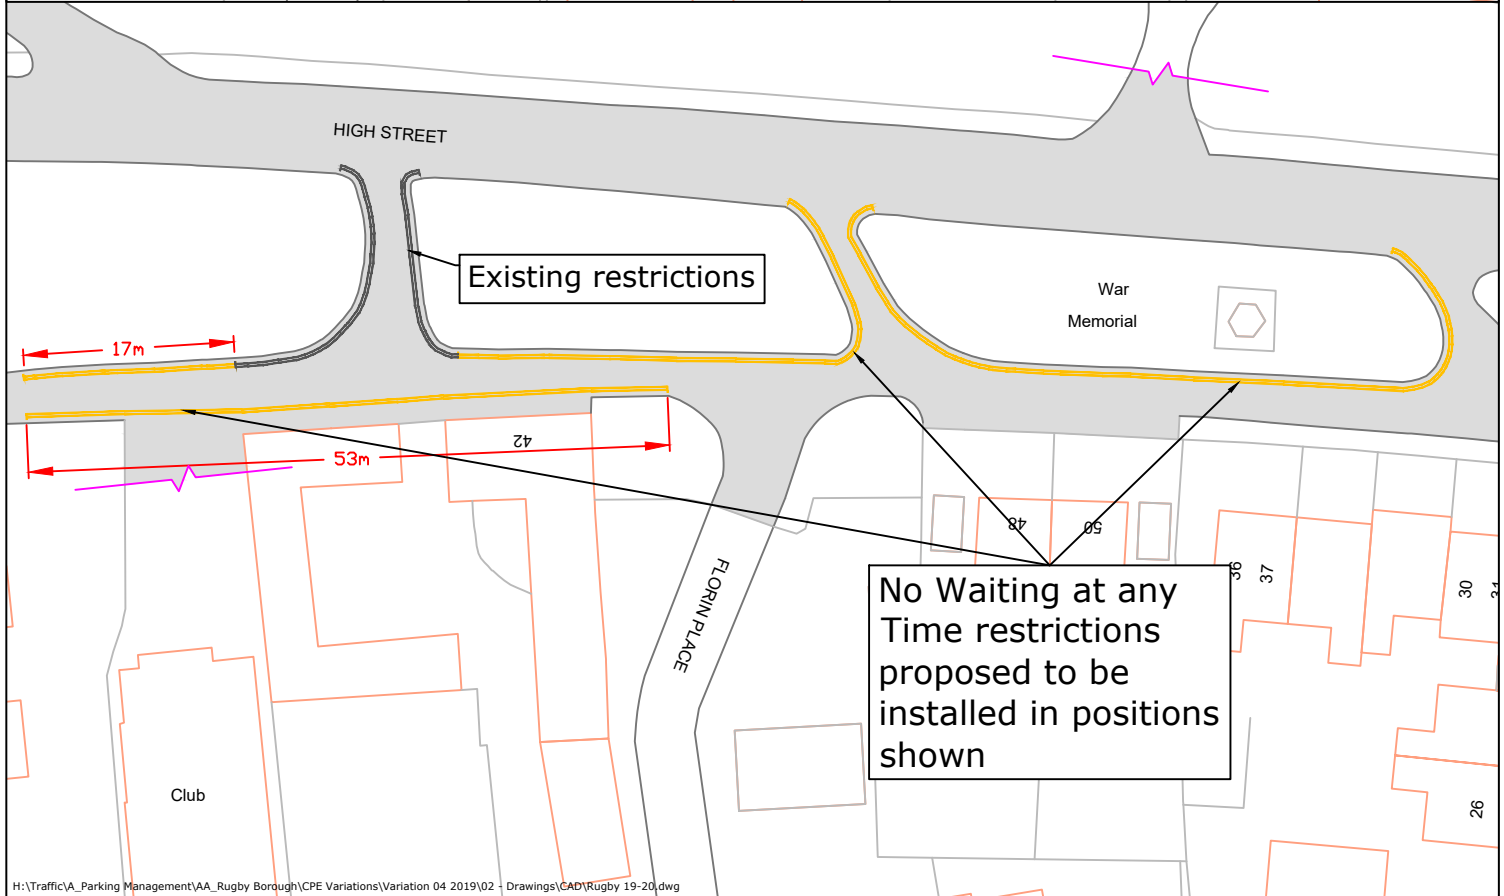 HIGH STREET
Existing restrictions
War
Memorial
17m
42
53m
48
50
FLORIN PLACE
No Waiting at any
Time restrictions
proposed to be
installed in positions
shown
36
37
30
31
Club
26
H:\Traffic\A_Parking Management\AA_Rugby Borough\CPE Variations\Variation 04 2019\02 - Drawings\CAD\Rugby 19-20.dwg